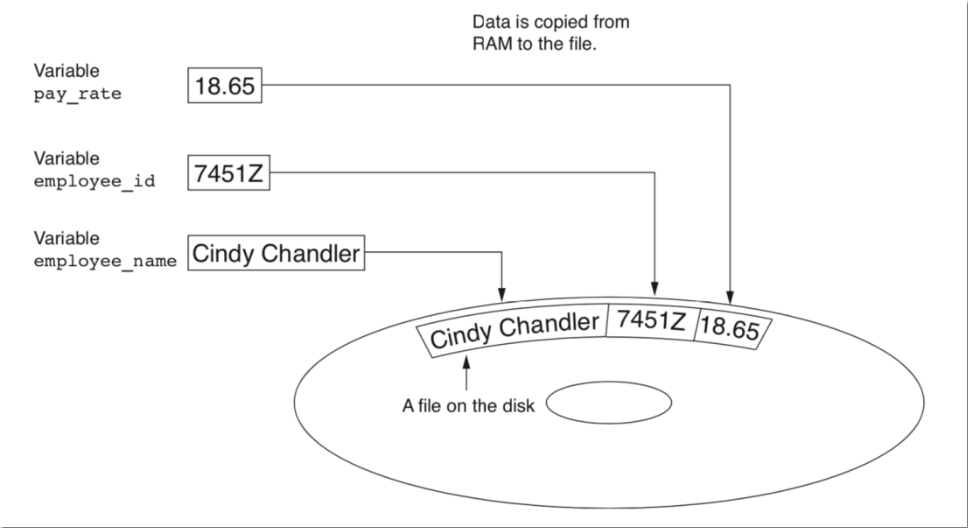 Data is copied from
RAM to the file.
Variable
pay_rate
18.65
Variable
employee_id
7451Z
Variable
employee_name
Cindy Chandler
Cindy Chandler
7451Z
18.65
A file on the disk